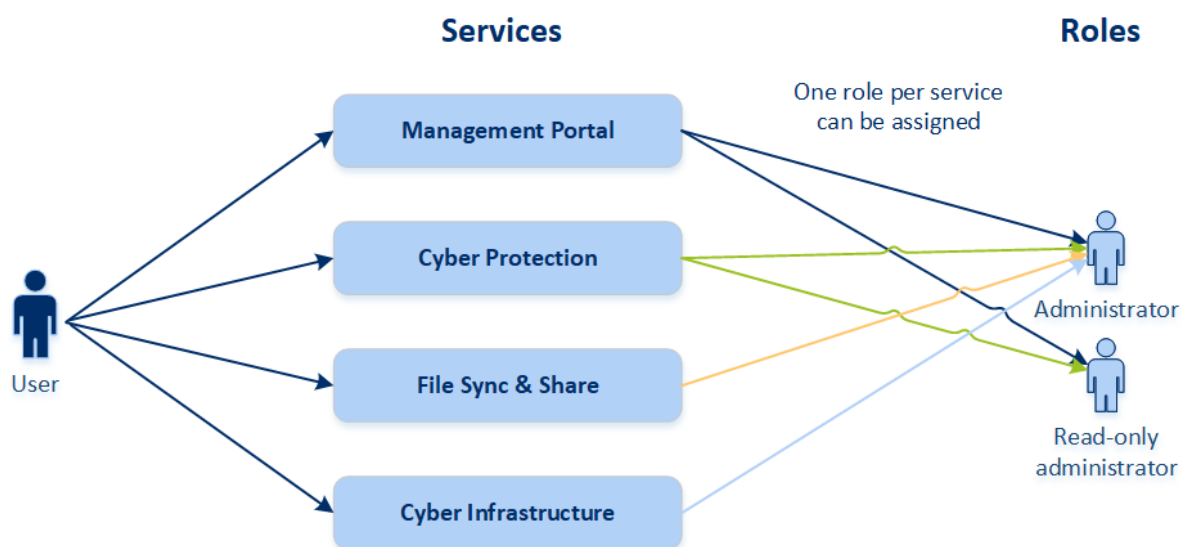 Services
Roles
One role per service
can be assigned
Management Portal
Cyber Protection
File Sync & Share
Cyber Infrastructure
User
Administrator
Read-only
administrator